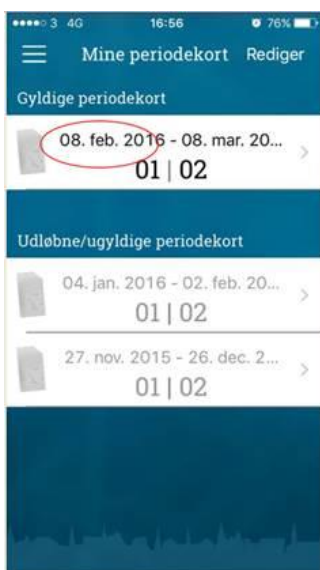 3 4G 16:56 76%
Mine periodekort Rediger
Gyldige periodekort
08. feb. 2016 - 08. mar. 20...
01 | 02
Udløbne/ugyldige periodekort
04. jan. 2016 - 02. feb. 20...
01 | 02
27. nov. 2015 - 26. dec. 2...
01 | 02